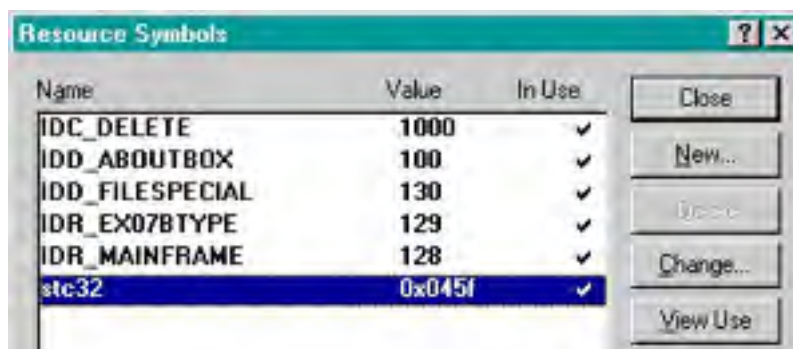 Resource Symbols
Name Value In Use
IDC_DELETE 1000
IDD_ABOUTBOX 100
IDD_FILESPECIAL 130
IDR_EX07BTYPE 129
IDR_MAINFRAME 128
stc32 0x045f
Close
New...
Change...
View Use